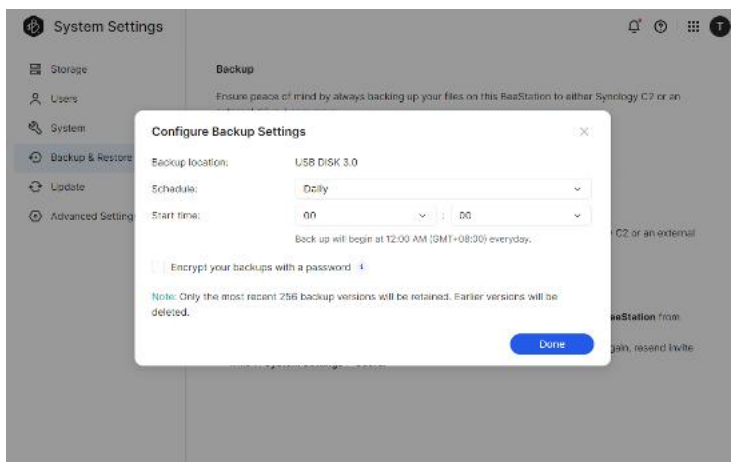 System Settings
T
Storage
Users
System
Backup & Restore
Update
Advanced Setting
Backup
Ensure peace of mind by always backing up your files on this BeeStation to either Synology C2 or an
Configure Backup Settings
Backup location: USB DISK 3.0
Schedule: Daily
Start time: 00 : 00
Back up will begin at 12:00 AM (GMT+08:00) everyday.
Encrypt your backups with a password
Note: Only the most recent 256 backup versions will be retained. Earlier versions will be
deleted.
Done
C2 or an external
eeStation from
gain, resend invite